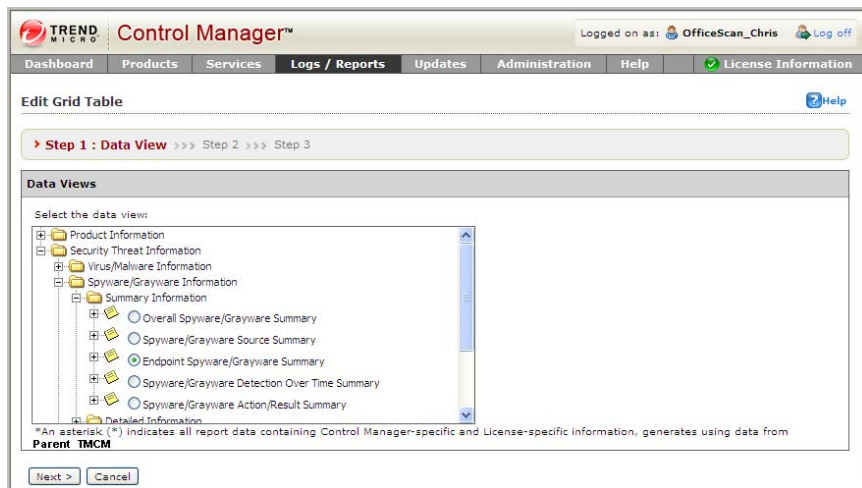 TREND MICRO Control Manager™ Logged on as: OfficeScan_Chris Log off
Dashboard Products Services Logs / Reports Updates Administration Help License Information
Edit Grid Table Help
Step 1 : Data View >>> Step 2 >>> Step 3
Data Views
Select the data view:
Product Information
Security Threat Information
Virus/Malware Information
Spyware/Grayware Information
Summary Information
Overall Spyware/Grayware Summary
Spyware/Grayware Source Summary
Endpoint Spyware/Grayware Summary
Spyware/Grayware Detection Over Time Summary
Spyware/Grayware Action/Result Summary
Detailed Information
*An asterisk (*) indicates all report data containing Control Manager-specific and License-specific information, generates using data from
Parent TMCM
Next > Cancel